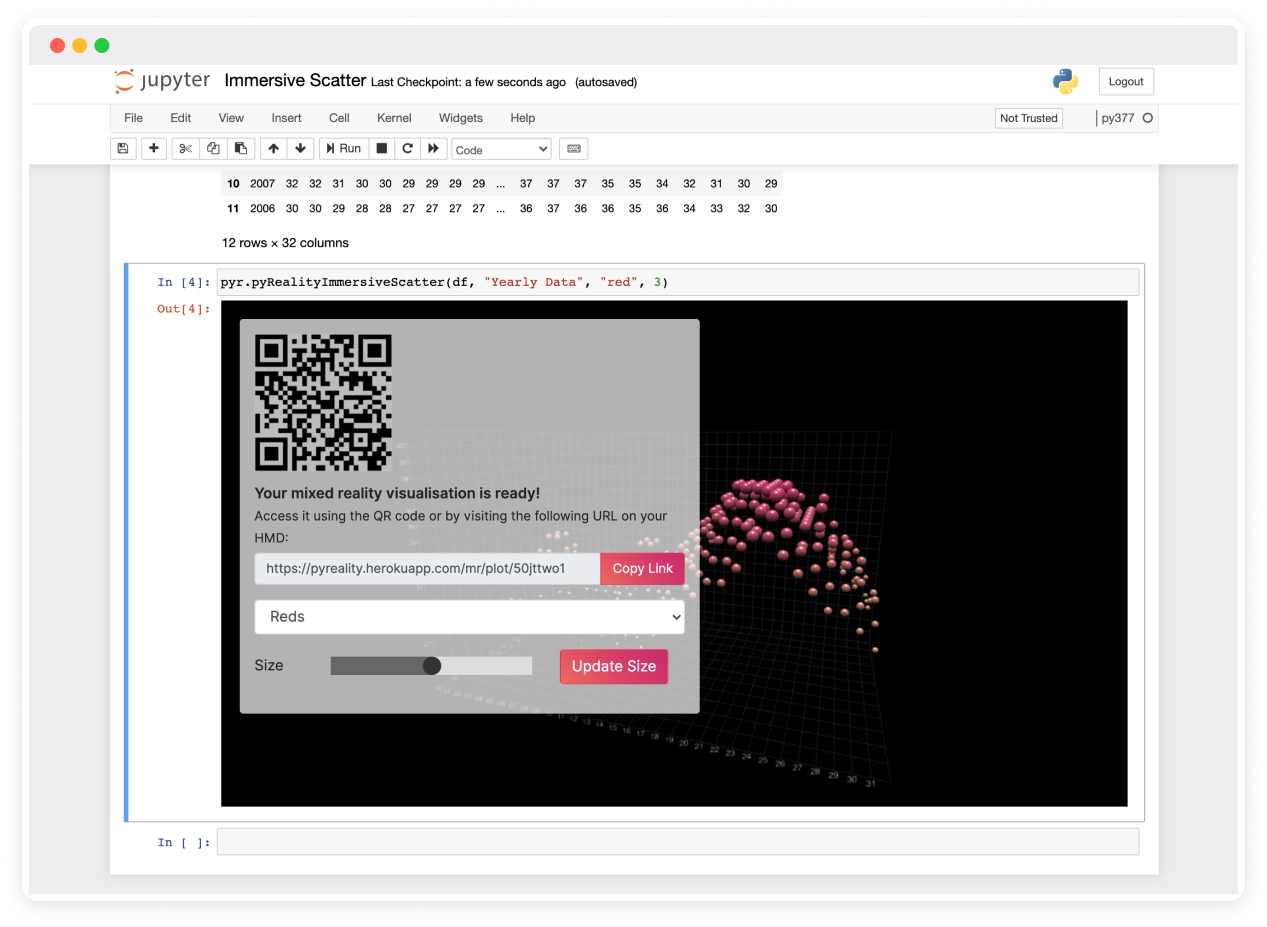 jupyter Immersive Scatter Last Checkpoint: a few seconds ago (autosaved) Logout
File Edit View Insert Cell Kernel Widgets Help Not Trusted py377
Run Code
10 2007 32 32 31 30 30 29 29 29 29 ... 37 37 37 35 35 34 32 31 30 29
11 2006 30 30 29 28 28 27 27 27 27 ... 36 37 36 36 35 36 34 33 32 30
12 rows × 32 columns
In [4]: pyr.pyRealityImmersiveScatter(df, "Yearly Data", "red", 3)
Out[4]:
Your mixed reality visualisation is ready!
Access it using the QR code or by visiting the following URL on your
HMD:
https://pyreality.herokuapp.com/mr/plot/50jttwo1 Copy Link
Reds
Size Update Size
11 12 13 14 15 16 17 18 19 20 21 22 23 24 25 26 27 28 29 30 31
In [ ]: